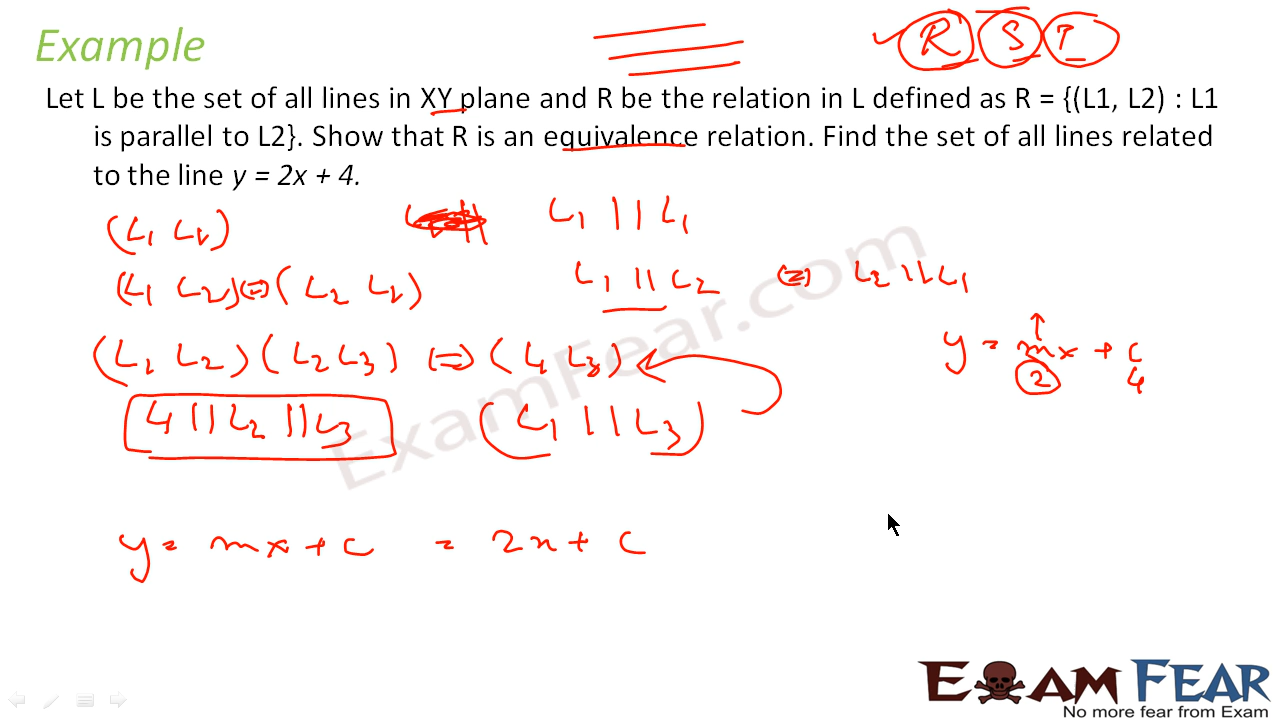 Example
R S T
Let L be the set of all lines in XY plane and R be the relation in L defined as R = {(L1, L2) : L1
is parallel to L2}. Show that R is an equivalence relation. Find the set of all lines related
to the line y = 2x + 4.
(L1 L1) L1 || L1
(L1 L2) (=) (L2 L1) L1 || L2 (=) L2 || L1
(L1 L2) (L2 L3) (=) (L1 L3) y = mx + c
2 4
L1 || L2 || L3 (L1 || L3)
y = mx + c = 2x + c
ExamFear.com
EXAM FEAR
No more fear from Exam